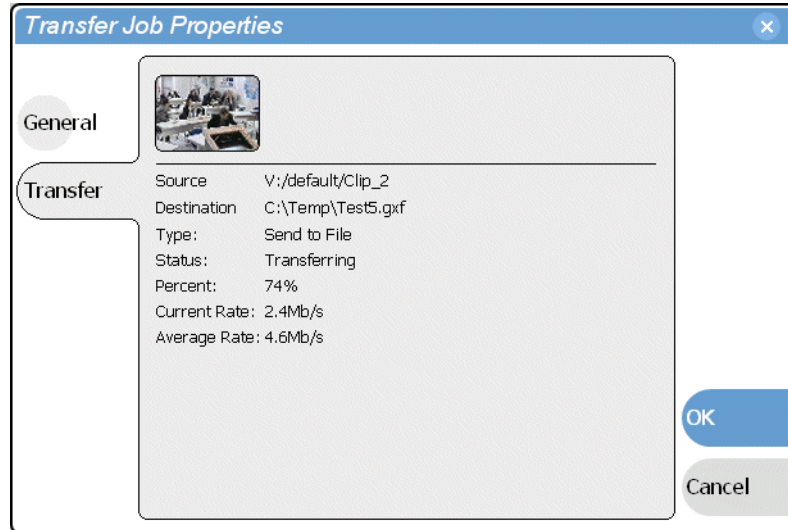 Transfer Job Properties
General
Transfer
Source V:/default/Clip_2
Destination C:\Temp\Test5.gxf
Type: Send to File
Status: Transferring
Percent: 74%
Current Rate: 2.4Mb/s
Average Rate: 4.6Mb/s
OK
Cancel